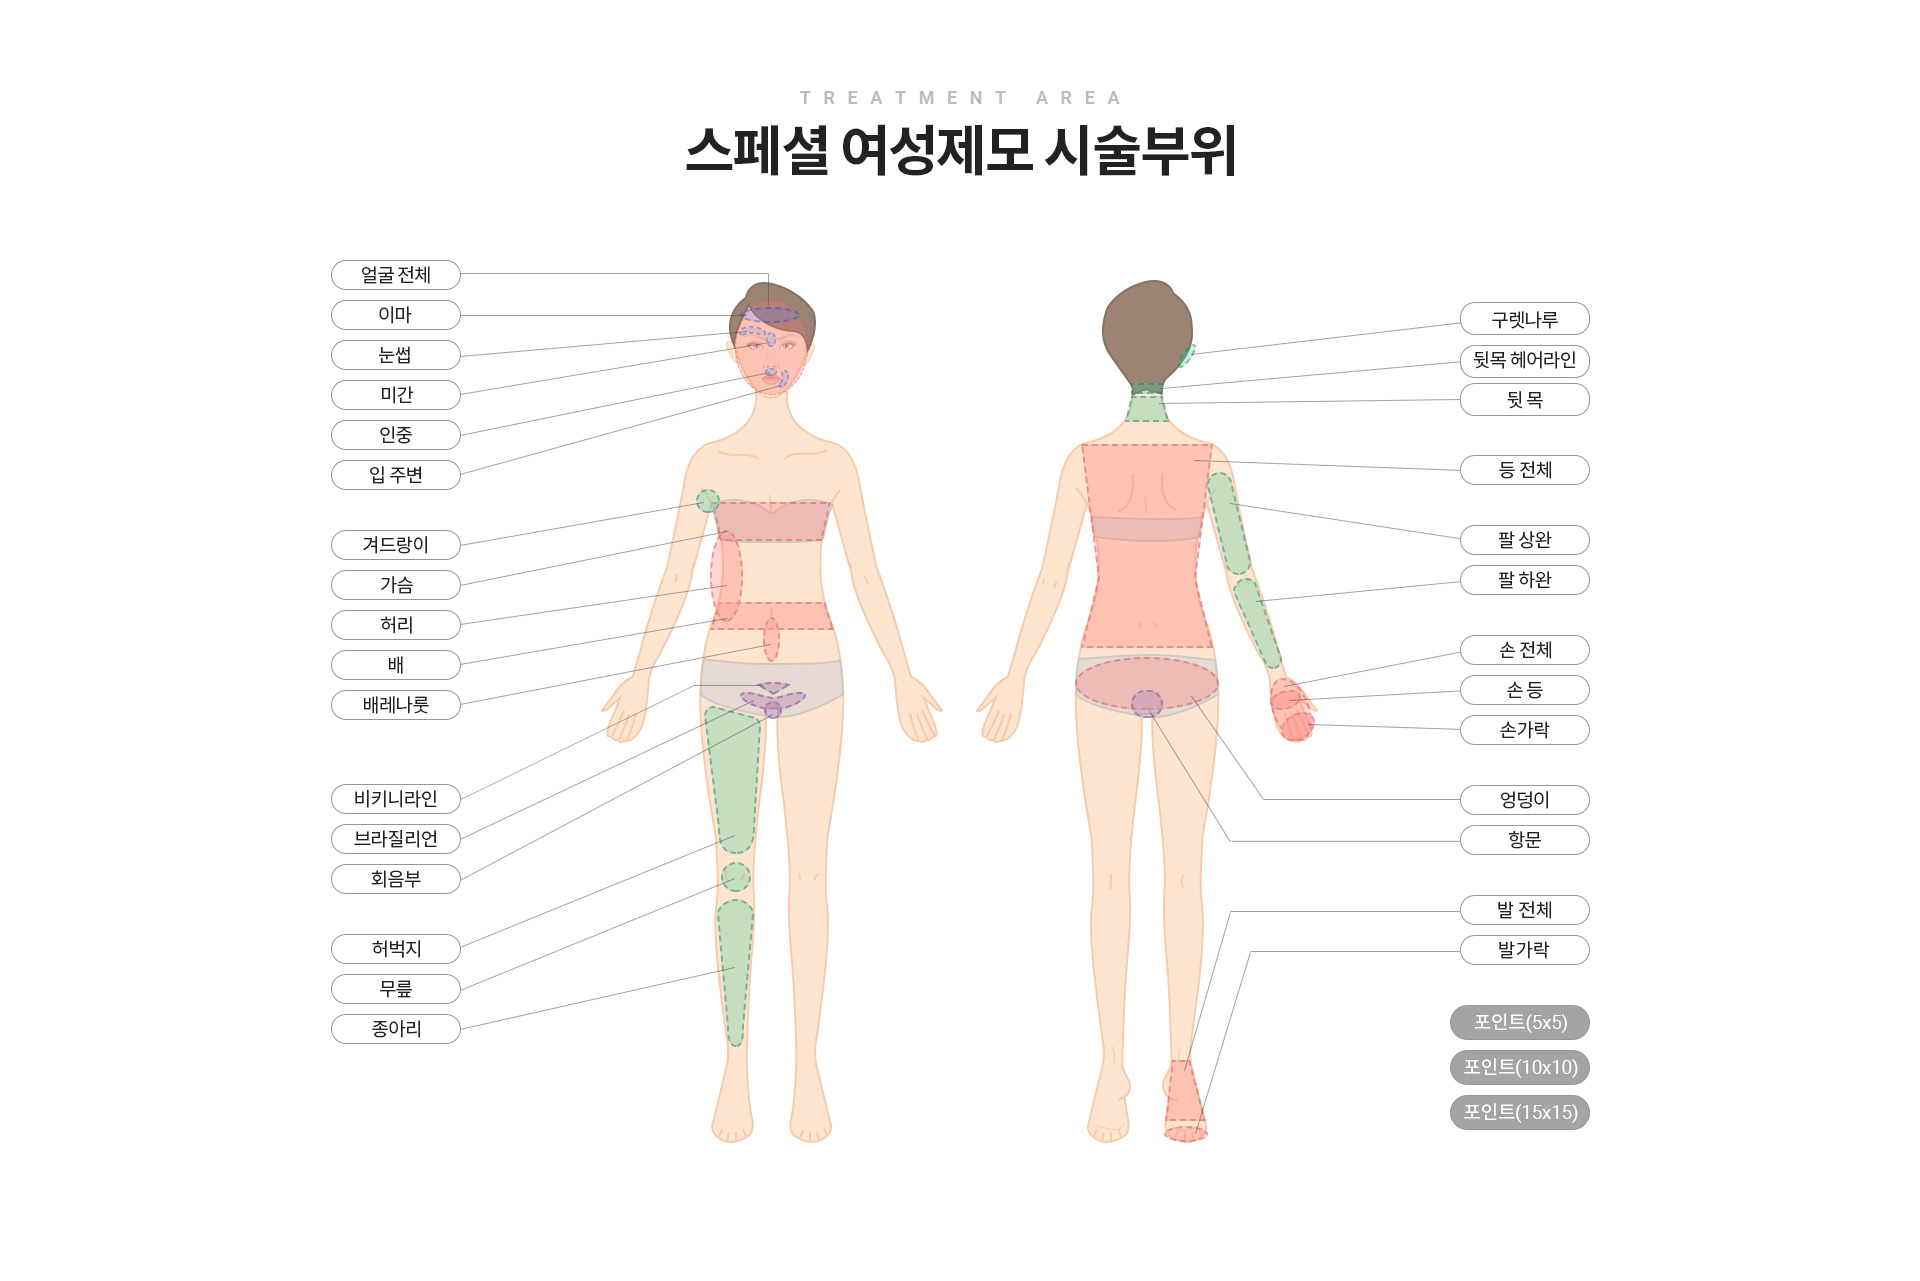 TREATMENT AREA
스페셜 여성제모 시술부위
얼굴 전체
이마
눈썹
미간
인중
입 주변
겨드랑이
가슴
허리
배
배레나룻
비키니라인
브라질리언
회음부
허벅지
무릎
종아리
구렛나루
뒷목 헤어라인
뒷 목
등 전체
팔 상완
팔 하완
손 전체
손 등
손가락
엉덩이
항문
발 전체
발가락
포인트(5x5)
포인트(10x10)
포인트(15x15)